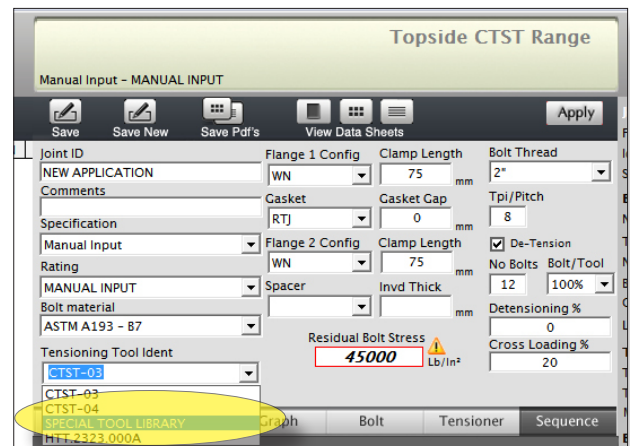 Topside CTST Range
Manual Input - MANUAL INPUT
Save Save New Save Pdf's View Data Sheets Apply
Joint ID Flange 1 Config Clamp Length Bolt Thread
NEW APPLICATION WN 75 mm 2"
Comments Gasket Gasket Gap Tpi/Pitch
RTJ 0 mm 8
Specification Flange 2 Config Clamp Length De-Tension
Manual Input WN 75 mm No Bolts Bolt/Tool
Rating Spacer Invd Thick 12 100%
MANUAL INPUT mm Detensioning %
Bolt material 0
ASTM A193 - B7 Residual Bolt Stress Cross Loading %
Tensioning Tool Ident 45000 Lb/In² 20
CTST-03
CTST-03
CTST-04
SPECIAL TOOL LIBRARY Graph Bolt Tensioner Sequence
HTT.2323.000A